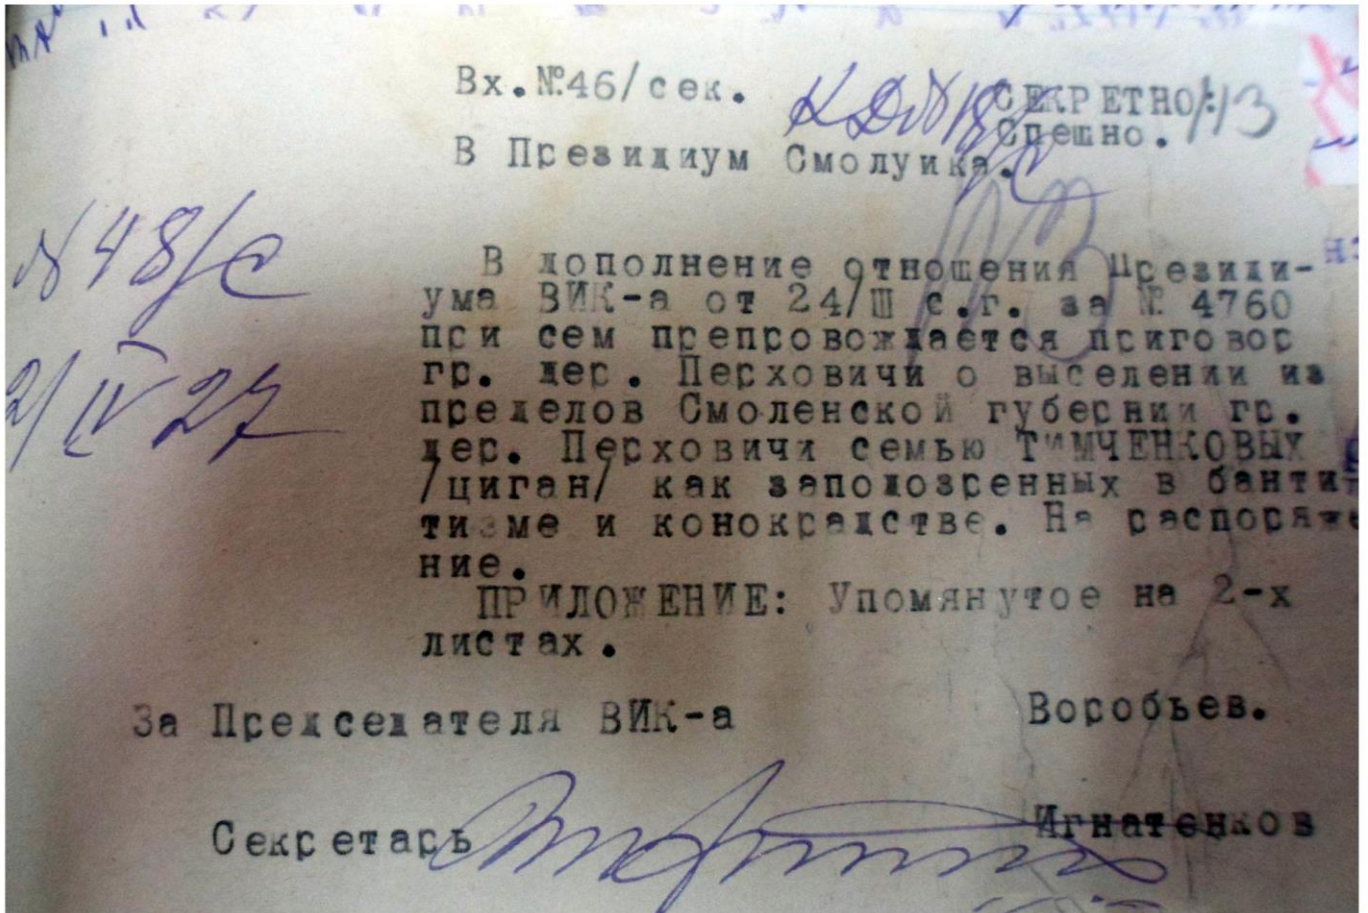 Вх.№46/сек.
СЕКРЕТНО:
Спешно.
113
В Президиум Смолуика.
№48/с
2/IV 27
В дополнение отношения Президи-
ума ВИК-а от 24/III с.г. за № 4760
при сем препровождается приговор
гр. дер. Перховичи о выселении из
пределов Смоленской губернии гр.
дер. Перховичи семью ТИМЧЕНКОВЫХ
/циган/ как заподозренных в банти-
тизме и конокрадстве. На распоряже
ние.
ПРИЛОЖЕНИЕ: Упомянутое на 2-х
листах.
За Председателя ВИК-а Воробьев.
Секретарь Игнатенков